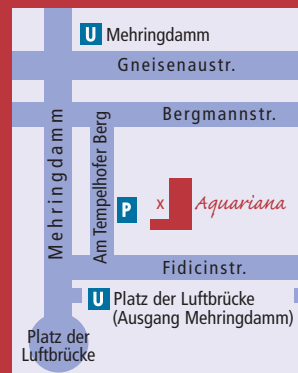 U Mehringdamm
Gneisenaustr.
Bergmannstr.
Mehringdamm
Am Tempelhofer Berg
P
x
Aquariana
Fidicinstr.
U Platz der Luftbrücke
(Ausgang Mehringdamm)
Platz der
Luftbrücke